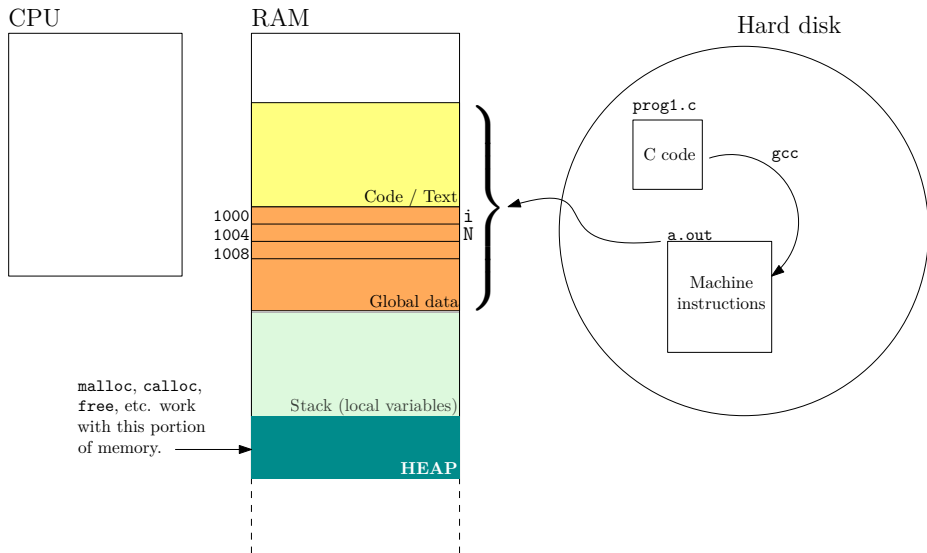 CPU
RAM
Hard disk
prog1.c
C code
gcc
Code / Text
1000
i
1004
N
1008
a.out
Machine
instructions
Global data
malloc, calloc,
free, etc. work
with this portion
of memory.
Stack (local variables)
HEAP